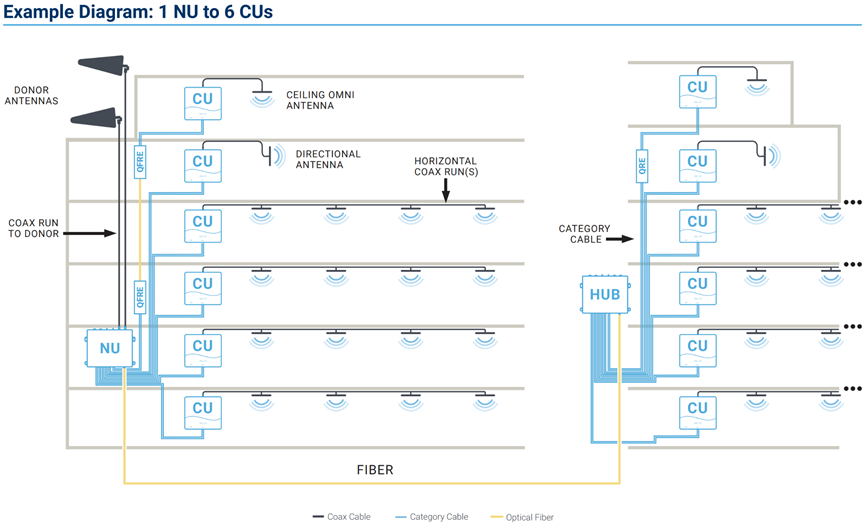 Example Diagram: 1 NU to 6 CUs
DONOR
ANTENNAS
CU
CEILING OMNI
ANTENNA
CU
QFRE
CU
DIRECTIONAL
ANTENNA
HORIZONTAL
COAX RUN(S)
QRE
CU
COAX RUN
TO DONOR
CU
CATEGORY
CABLE
CU
QFRE
CU
HUB
CU
NU
CU
CU
CU
CU
FIBER
Coax Cable
Category Cable
Optical Fiber